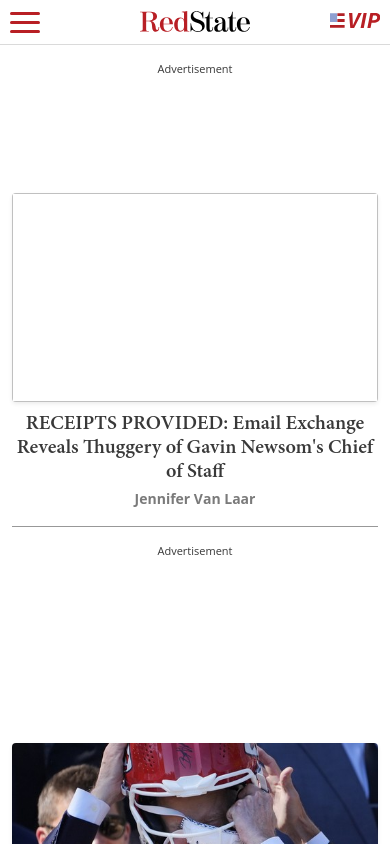 RedState
VIP
Advertisement
RECEIPTS PROVIDED: Email Exchange
Reveals Thuggery of Gavin Newsom's Chief
of Staff
Jennifer Van Laar
Advertisement